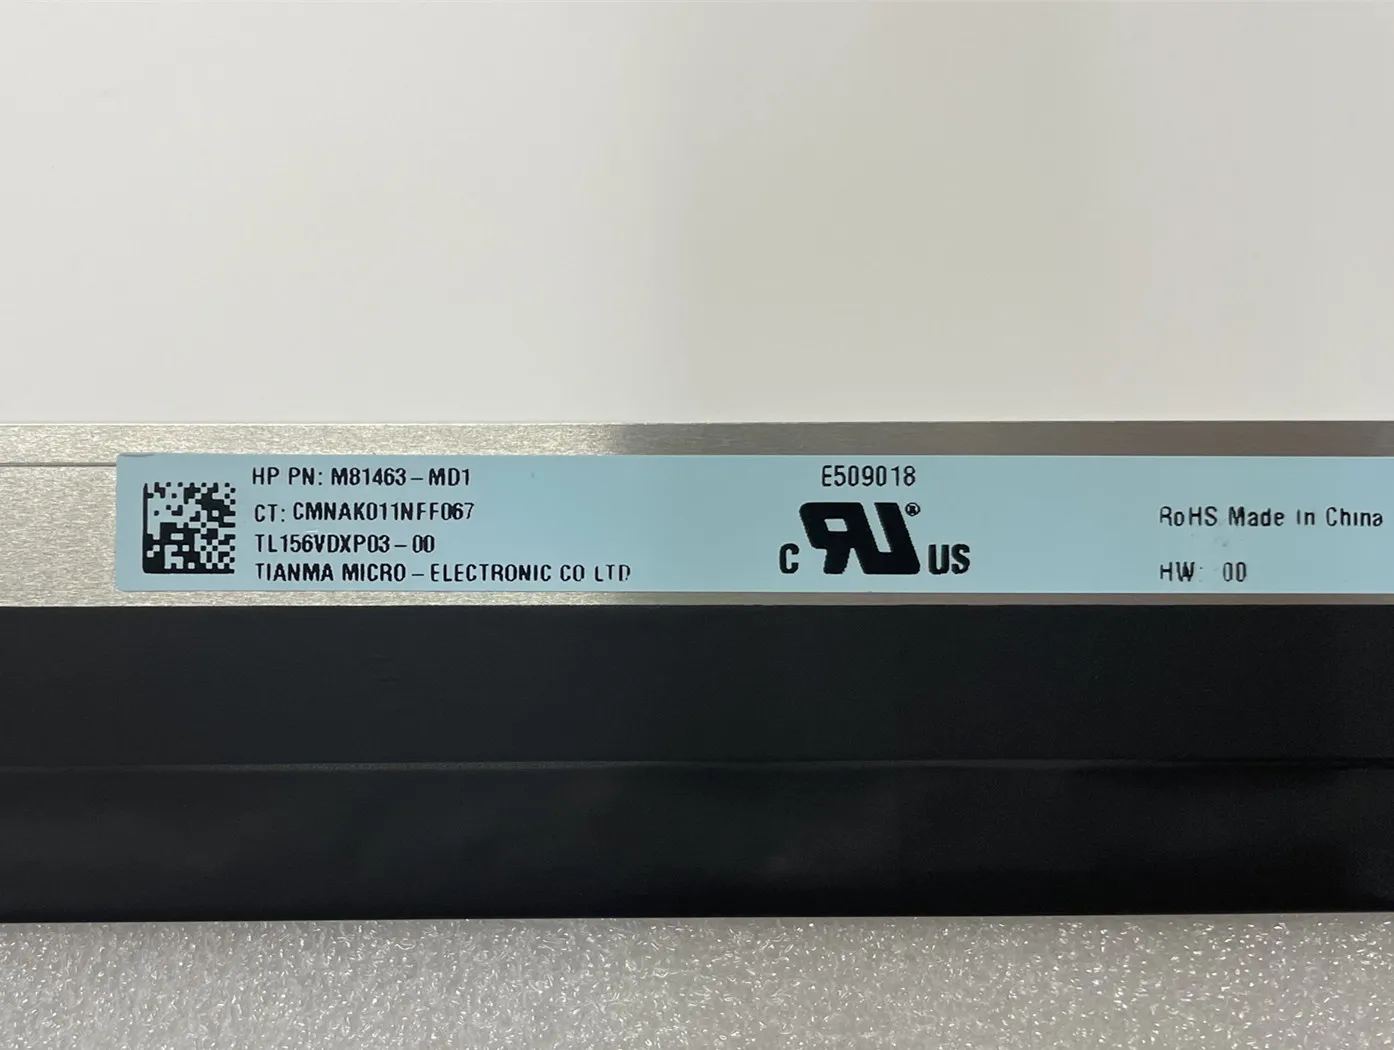 HP PN: M81463-MD1
CT: CMNAK011NFF067
TL156VDXP03-00
TIANMA MICRO-ELECTRONIC CO LTD
E509018
C RU® US
RoHS Made in China
HW: 00